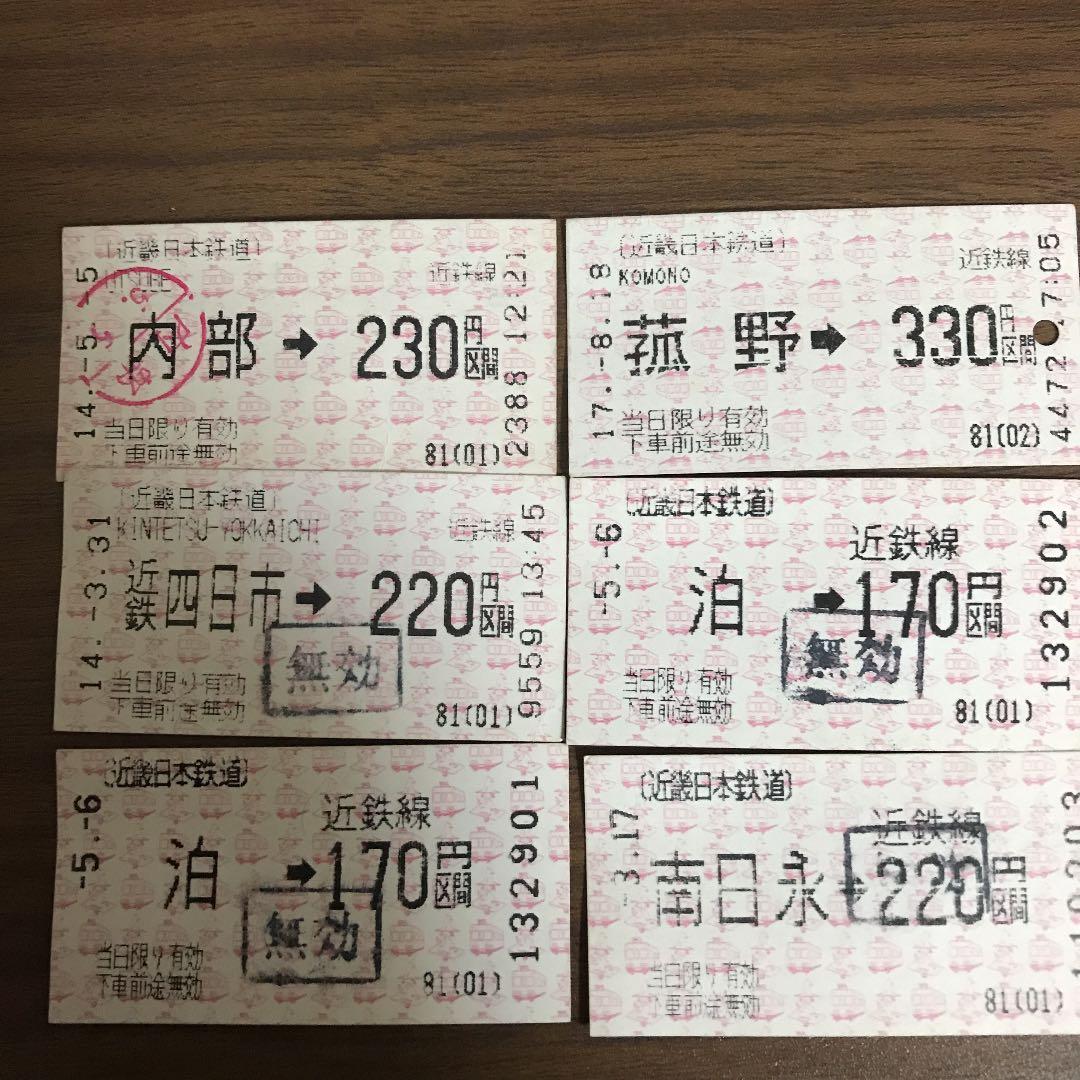 〔近畿日本鉄道〕
UTSUBE 近鉄線
内部➡230円区間
当日限り有効
下車前途無効
81(01)
14.-5.-5
2388 12:21
〔近畿日本鉄道〕
KOMONO 近鉄線
菰野➡330円区間
当日限り有効
下車前途無効
81(02)
17.-8.18
4472 17:05
〔近畿日本鉄道〕
KINTETSU-YOKKAICHI 近鉄線
近鉄四日市➡220円区間
無効
当日限り有効
下車前途無効
81(01)
14.-3.31
9559 13:45
〔近畿日本鉄道〕
近鉄線
泊➡170円区間
無効
当日限り有効
下車前途無効
81(01)
-5.-6
132902
〔近畿日本鉄道〕
近鉄線
泊➡170円区間
無効
当日限り有効
下車前途無効
81(01)
-5.-6
132901
〔近畿日本鉄道〕
近鉄線
南日永➡220円区間
当日限り有効
下車前途無効
81(01)
-3.17